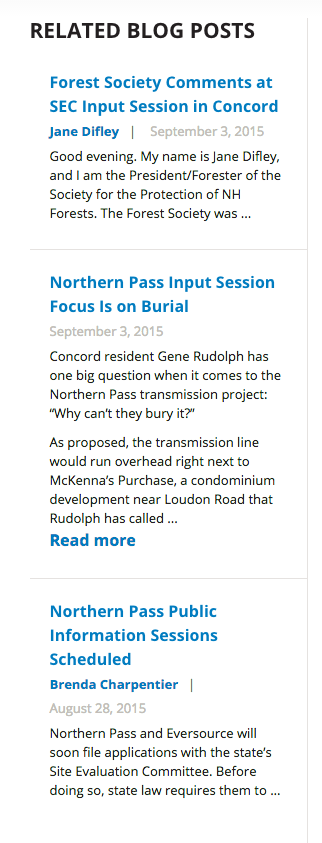 RELATED BLOG POSTS
Forest Society Comments at
SEC Input Session in Concord
Jane Difley | September 3, 2015
Good evening. My name is Jane Difley,
and I am the President/Forester of the
Society for the Protection of NH
Forests. The Forest Society was ...
Northern Pass Input Session
Focus Is on Burial
September 3, 2015
Concord resident Gene Rudolph has
one big question when it comes to the
Northern Pass transmission project:
“Why can’t they bury it?”
As proposed, the transmission line
would run overhead right next to
McKenna’s Purchase, a condominium
development near Loudon Road that
Rudolph has called ...
Read more
Northern Pass Public
Information Sessions
Scheduled
Brenda Charpentier |
August 28, 2015
Northern Pass and Eversource will
soon file applications with the state’s
Site Evaluation Committee. Before
doing so, state law requires them to ...